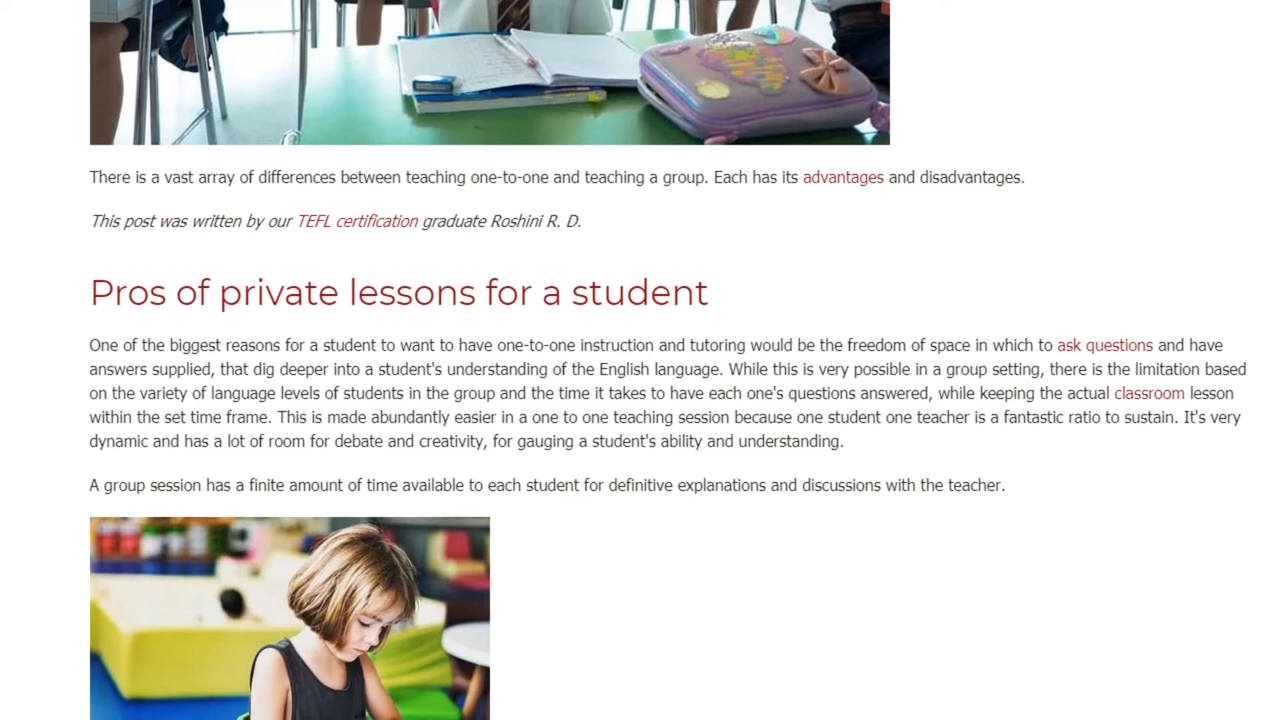 There is a vast array of differences between teaching one-to-one and teaching a group. Each has its advantages and disadvantages.
This post was written by our TEFL certification graduate Roshini R. D.
Pros of private lessons for a student
One of the biggest reasons for a student to want to have one-to-one instruction and tutoring would be the freedom of space in which to ask questions and have
answers supplied, that dig deeper into a student's understanding of the English language. While this is very possible in a group setting, there is the limitation based
on the variety of language levels of students in the group and the time it takes to have each one's questions answered, while keeping the actual classroom lesson
within the set time frame. This is made abundantly easier in a one to one teaching session because one student one teacher is a fantastic ratio to sustain. It's very
dynamic and has a lot of room for debate and creativity, for gauging a student's ability and understanding.
A group session has a finite amount of time available to each student for definitive explanations and discussions with the teacher.